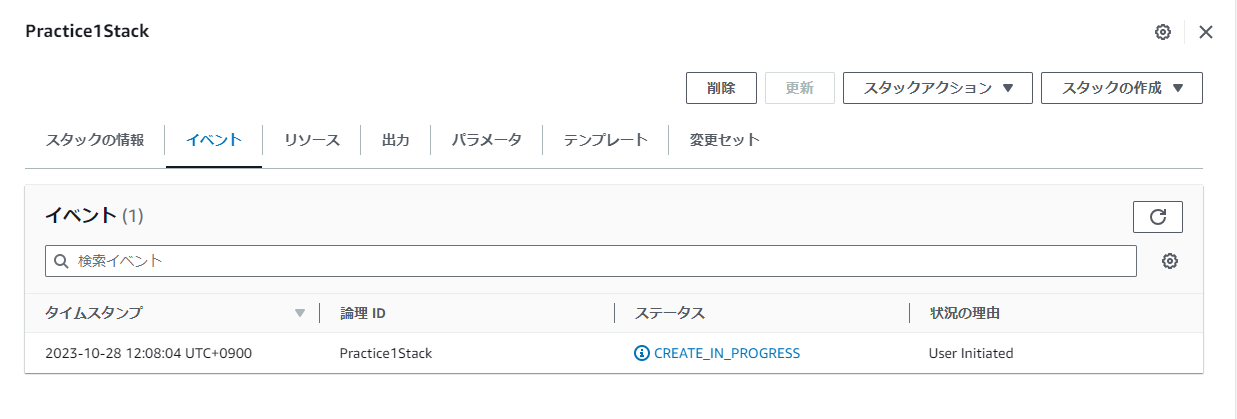 Practice1Stack
削除 更新 スタックアクション ▼ スタックの作成 ▼
スタックの情報 イベント リソース 出力 パラメータ テンプレート 変更セット
イベント (1)
検索イベント
タイムスタンプ ▼ 論理 ID ステータス 状況の理由
2023-10-28 12:08:04 UTC+0900 Practice1Stack CREATE_IN_PROGRESS User Initiated